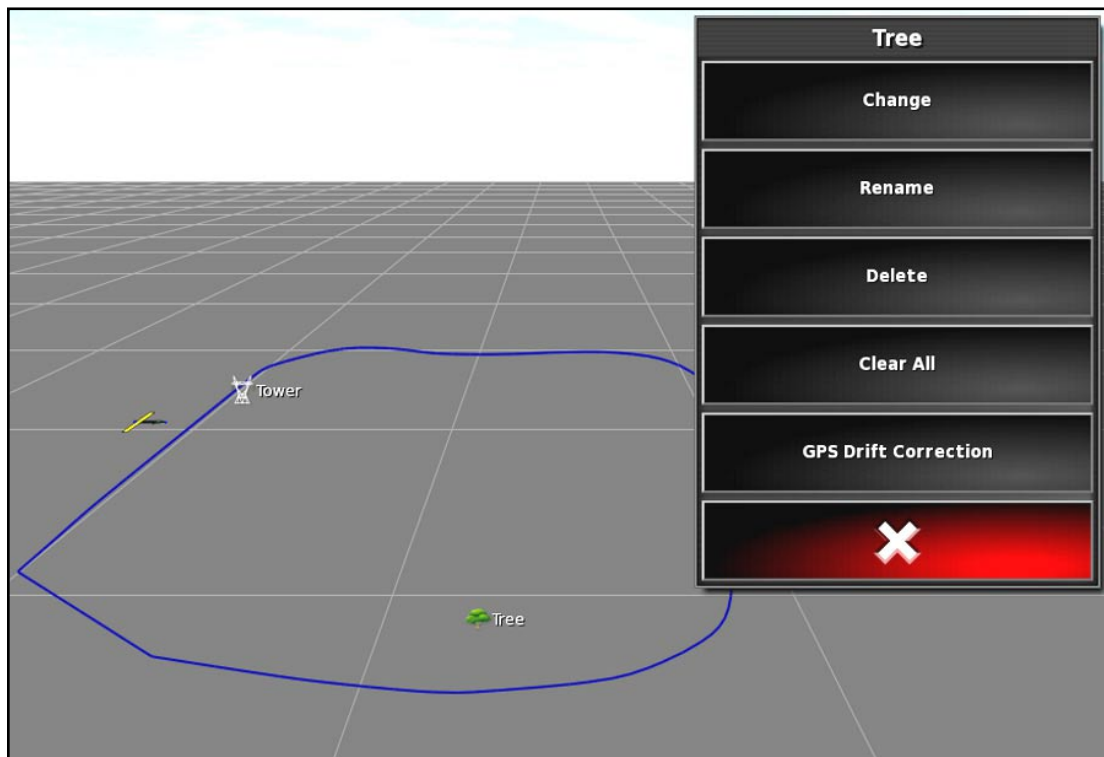 Tree
Change
Rename
Delete
Clear All
GPS Drift Correction
Tower
Tree